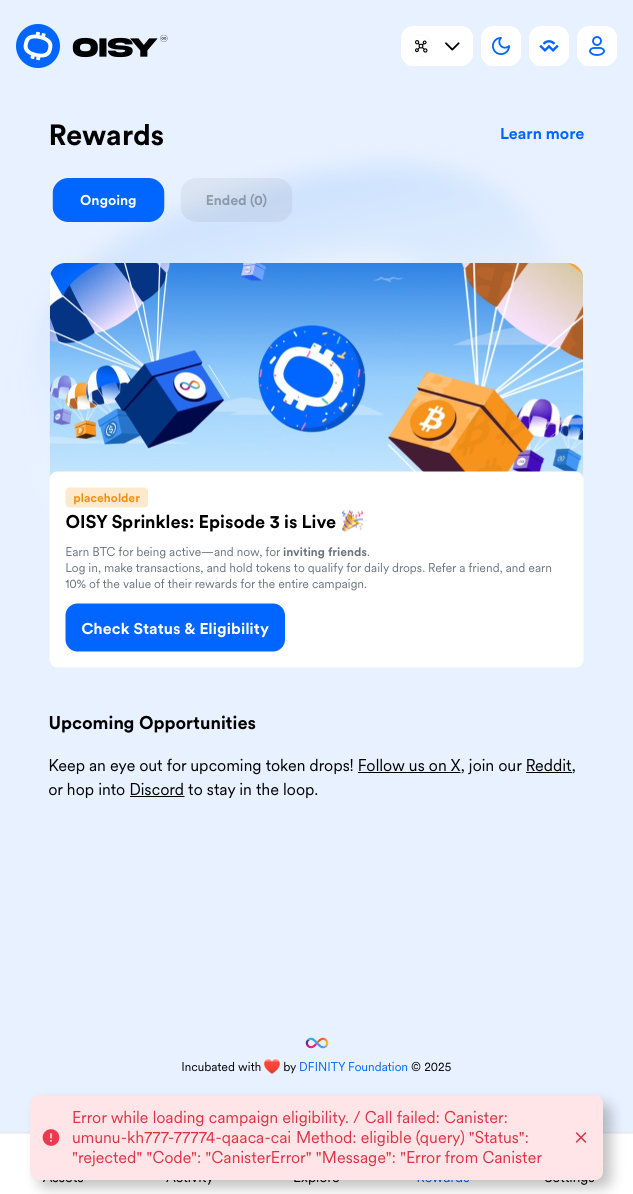 OISY
Rewards
Learn more
Ongoing
Ended (0)
placeholder
OISY Sprinkles: Episode 3 is Live 🎉
Earn BTC for being active—and now, for inviting friends.
Log in, make transactions, and hold tokens to qualify for daily drops. Refer a friend, and earn
10% of the value of their rewards for the entire campaign.
Check Status & Eligibility
Upcoming Opportunities
Keep an eye out for upcoming token drops! Follow us on X, join our Reddit,
or hop into Discord to stay in the loop.
Incubated with ❤️ by DFINITY Foundation © 2025
Error while loading campaign eligibility. / Call failed: Canister:
umunu-kh777-77774-qaaca-cai Method: eligible (query) "Status":
"rejected" "Code": "CanisterError" "Message": "Error from Canister
Assets
Activity
Explore
Rewards
Settings